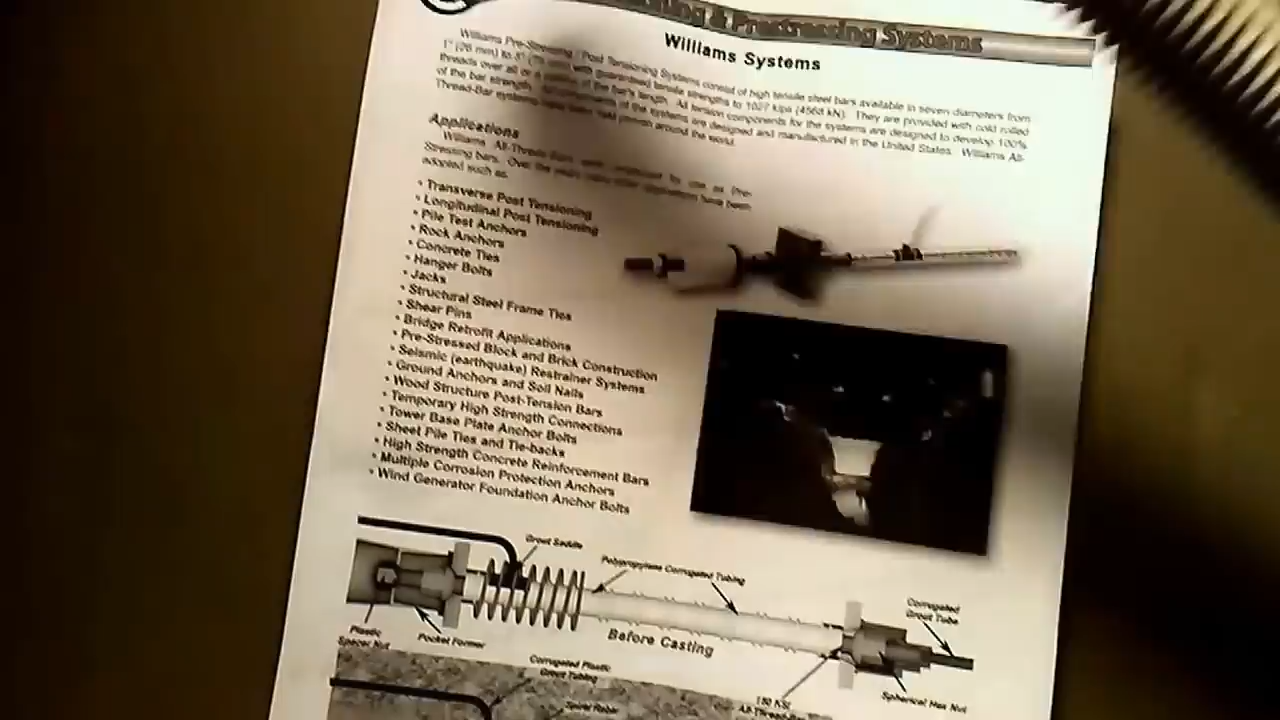 & Prestressing Systems
Williams Systems
Williams Pre-Stressing / Post Tensioning Systems consist of high tensile steel bars available in seven diameters from
1" (26 mm) to 3" with guaranteed tensile strengths to 1027 kips (4568 kN). They are provided with cold rolled
threads over all or a of the bar's length. All tension components for the systems are designed to develop 100%
of the bar strength. of the systems are designed and manufactured in the United States. Williams All-
Thread-Bar systems have been around the world.
Applications
Williams All-Thread-Bars were by use as Pre-
Stressing bars. Over the years many other have been
adopted such as:
• Transverse Post Tensioning
• Longitudinal Post Tensioning
• Pile Test Anchors
• Rock Anchors
• Concrete Ties
• Hanger Bolts
• Jacks
• Structural Steel Frame Ties
• Shear Pins
• Bridge Retrofit Applications
• Pre-Stressed Block and Brick Construction
• Seismic (earthquake) Restrainer Systems
• Ground Anchors and Soil Nails
• Wood Structure Post-Tension Bars
• Temporary High Strength Connections
• Tower Base Plate Anchor Bolts
• Sheet Pile Ties and Tie-backs
• High Strength Concrete Reinforcement Bars
• Multiple Corrosion Protection Anchors
• Wind Generator Foundation Anchor Bolts
Grout Saddle
Polypropylene Corrugated Tubing
Corrugated
Grout Tube
Plastic
Spacer Nut
Pocket Former
Before Casting
150 KSI
All-Thread-Bar
Spherical Hex Nut
Corrugated Plastic
Grout Tubing
Spiral Rebar